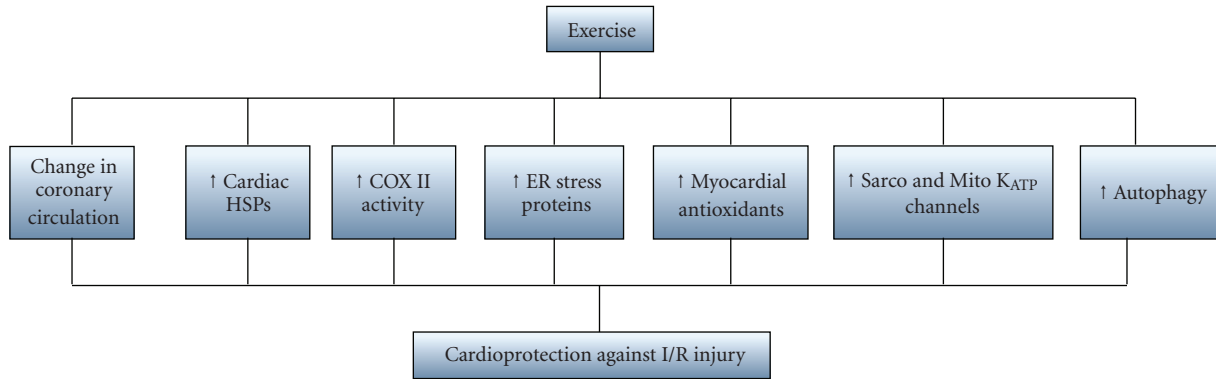 Exercise
Change in
coronary
circulation
↑ Cardiac
HSPs
↑ COX II
activity
↑ ER stress
proteins
↑ Myocardial
antioxidants
↑ Sarco and Mito K_ATP
channels
↑ Autophagy
Cardioprotection against I/R injury